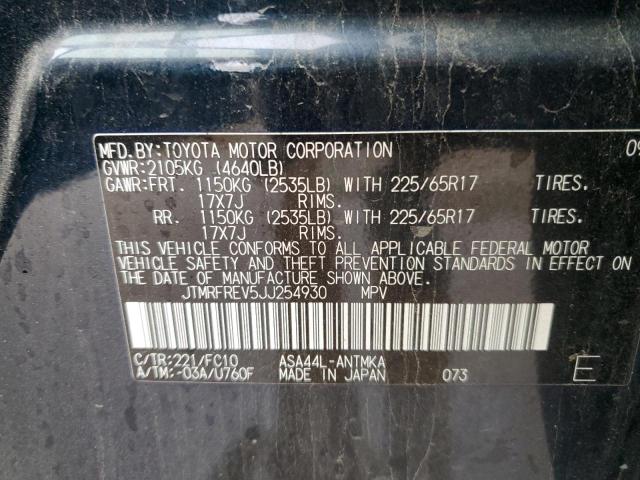 MFD. BY: TOYOTA MOTOR CORPORATION 09
GVWR: 2105KG (4640LB)
GAWR: FRT. 1150KG (2535LB) WITH 225/65R17 TIRES.
17X7J RIMS.
RR. 1150KG (2535LB) WITH 225/65R17 TIRES.
17X7J RIMS.
THIS VEHICLE CONFORMS TO ALL APPLICABLE FEDERAL MOTOR
VEHICLE SAFETY AND THEFT PREVENTION STANDARDS IN EFFECT ON
THE DATE OF MANUFACTURE SHOWN ABOVE.
JTMRFREV5JJ254930 MPV
C/TR: 221/FC10 ASA44L-ANTMKA
A/TM: -03A/U760F MADE IN JAPAN 073 E